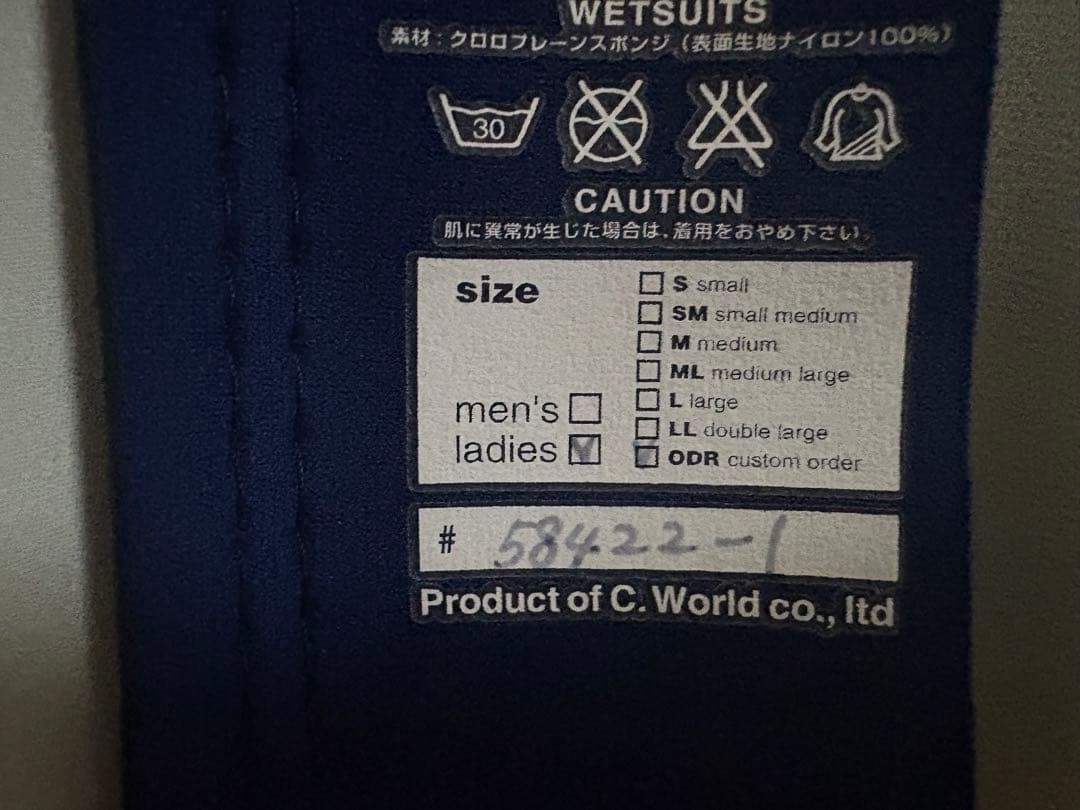 WETSUITS
素材：クロロプレーンスポンジ（表面生地ナイロン100%）
30
CAUTION
肌に異常が生じた場合は、着用をおやめ下さい。
size
S small
SM small medium
M medium
ML medium large
L large
LL double large
ODR custom order
men's
ladies
# 58422-1
Product of C. World co., ltd